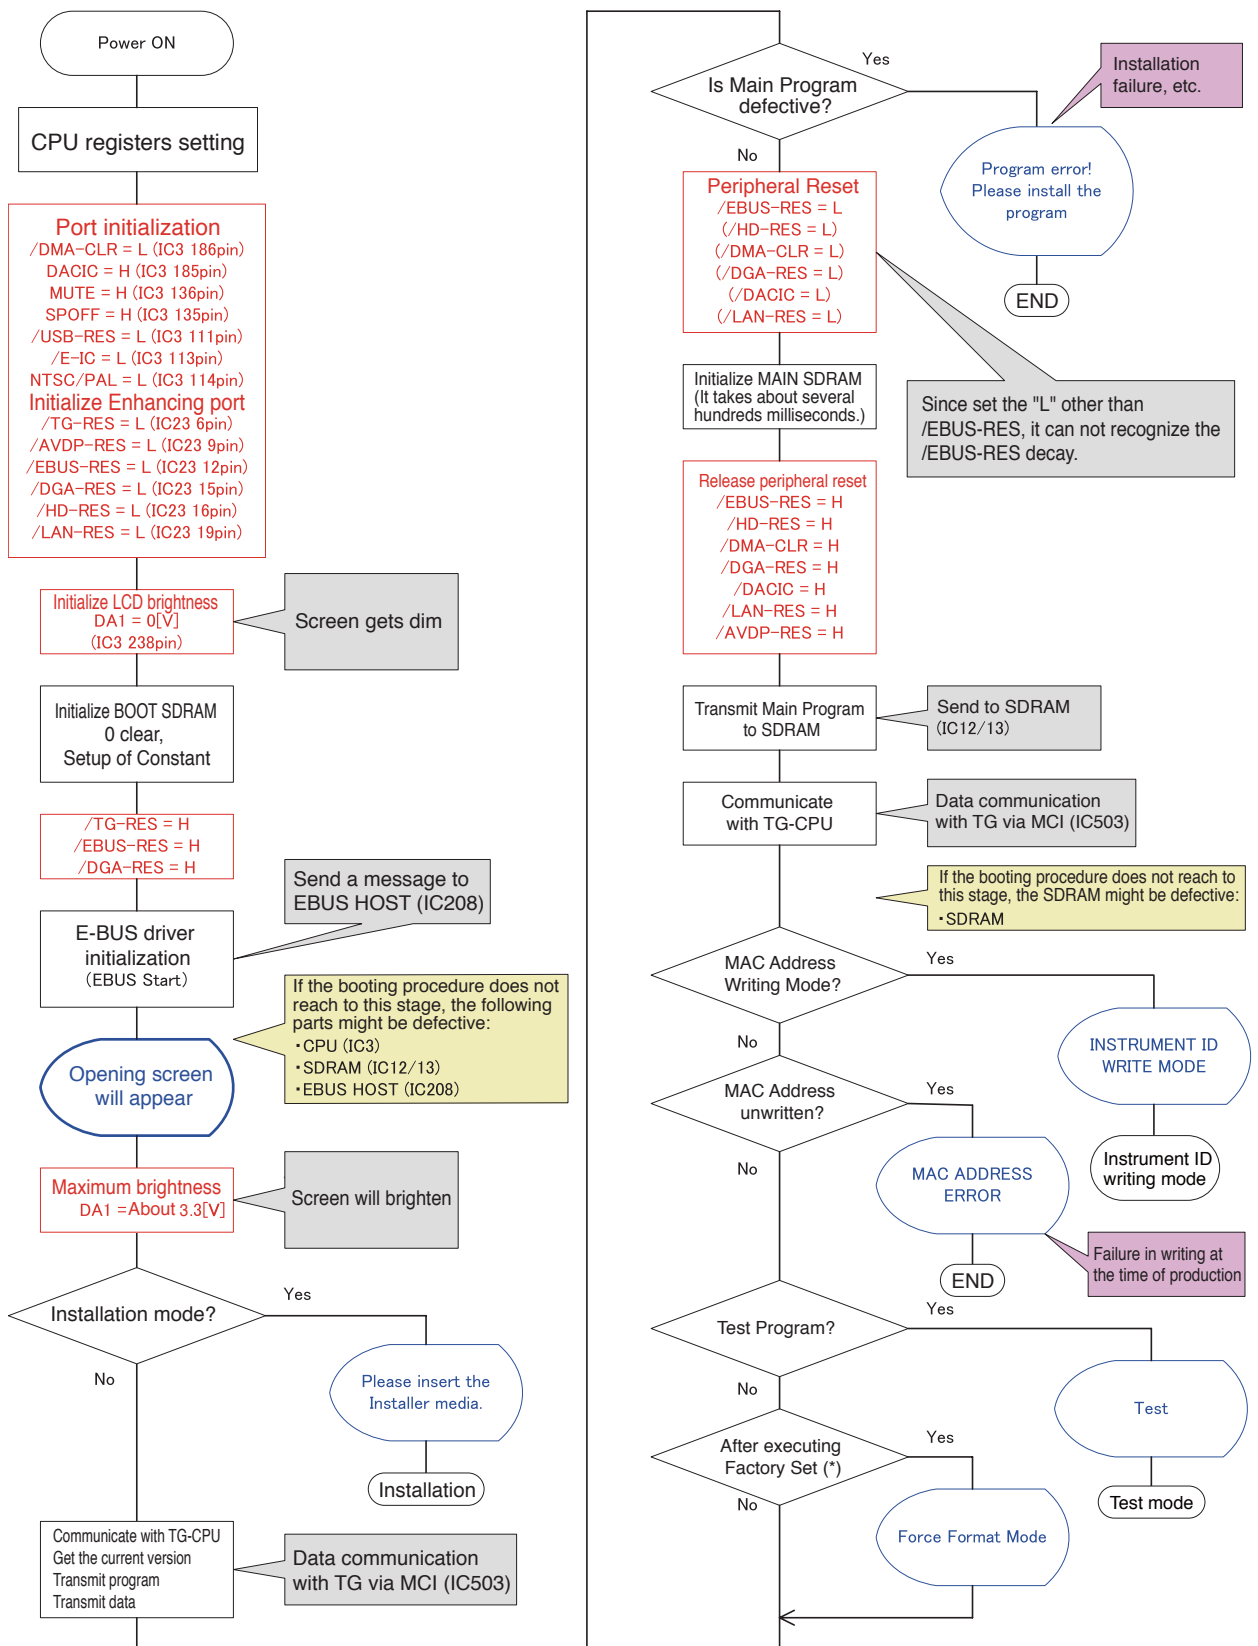 Power ON
CPU registers setting
Port initialization
/DMA-CLR = L (IC3 186pin)
DACIC = H (IC3 185pin)
MUTE = H (IC3 136pin)
SPOFF = H (IC3 135pin)
/USB-RES = L (IC3 111pin)
/E-IC = L (IC3 113pin)
NTSC/PAL = L (IC3 114pin)
Initialize Enhancing port
/TG-RES = L (IC23 6pin)
/AVDP-RES = L (IC23 9pin)
/EBUS-RES = L (IC23 12pin)
/DGA-RES = L (IC23 15pin)
/HD-RES = L (IC23 16pin)
/LAN-RES = L (IC23 19pin)
Initialize LCD brightness
DA1 = 0[V]
(IC3 238pin)
Screen gets dim
Initialize BOOT SDRAM
0 clear,
Setup of Constant
/TG-RES = H
/EBUS-RES = H
/DGA-RES = H
Send a message to
EBUS HOST (IC208)
E-BUS driver
initialization
(EBUS Start)
If the booting procedure does not
reach to this stage, the following
parts might be defective:
・CPU (IC3)
・SDRAM (IC12/13)
・EBUS HOST (IC208)
Opening screen
will appear
Maximum brightness
DA1 = About 3.3[V]
Screen will brighten
Installation mode?
Yes
No
Please insert the
Installer media.
Installation
Communicate with TG-CPU
Get the current version
Transmit program
Transmit data
Data communication
with TG via MCI (IC503)
Is Main Program
defective?
Yes
No
Installation
failure, etc.
Program error!
Please install the
program
END
Peripheral Reset
/EBUS-RES = L
(/HD-RES = L)
(/DMA-CLR = L)
(/DGA-RES = L)
(/DACIC = L)
(/LAN-RES = L)
Since set the "L" other than
/EBUS-RES, it can not recognize the
/EBUS-RES decay.
Initialize MAIN SDRAM
(It takes about several
hundreds milliseconds.)
Release peripheral reset
/EBUS-RES = H
/HD-RES = H
/DMA-CLR = H
/DGA-RES = H
/DACIC = H
/LAN-RES = H
/AVDP-RES = H
Transmit Main Program
to SDRAM
Send to SDRAM
(IC12/13)
Communicate
with TG-CPU
Data communication
with TG via MCI (IC503)
If the booting procedure does not reach to
this stage, the SDRAM might be defective:
・SDRAM
MAC Address
Writing Mode?
Yes
No
INSTRUMENT ID
WRITE MODE
Instrument ID
writing mode
MAC Address
unwritten?
Yes
No
MAC ADDRESS
ERROR
Failure in writing at
the time of production
END
Test Program?
Yes
No
Test
Test mode
After executing
Factory Set (*)
Yes
No
Force Format Mode